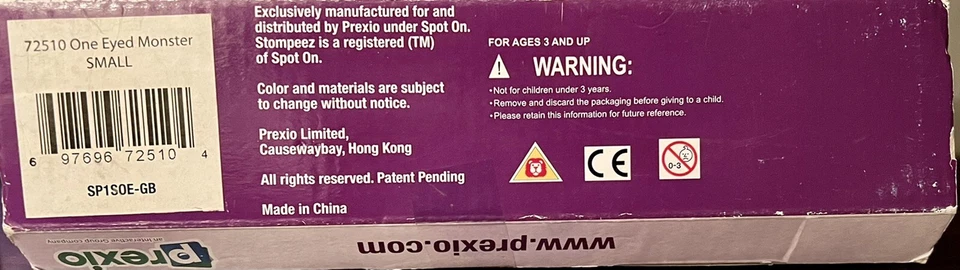 72510 One Eyed Monster
SMALL
6 97696 72510 4
SP1SOE-GB
Exclusively manufactured for and
distributed by Prexio under Spot On.
Stompeez is a registered (TM)
of Spot On.
Color and materials are subject
to change without notice.
Prexio Limited,
Causewaybay, Hong Kong
All rights reserved. Patent Pending
Made in China
FOR AGES 3 AND UP
WARNING:
• Not for children under 3 years.
• Remove and discard the packaging before giving to a child.
• Please retain this information for future reference.
CE
0-3
www.prexio.com
prexio
an Interactive Group company